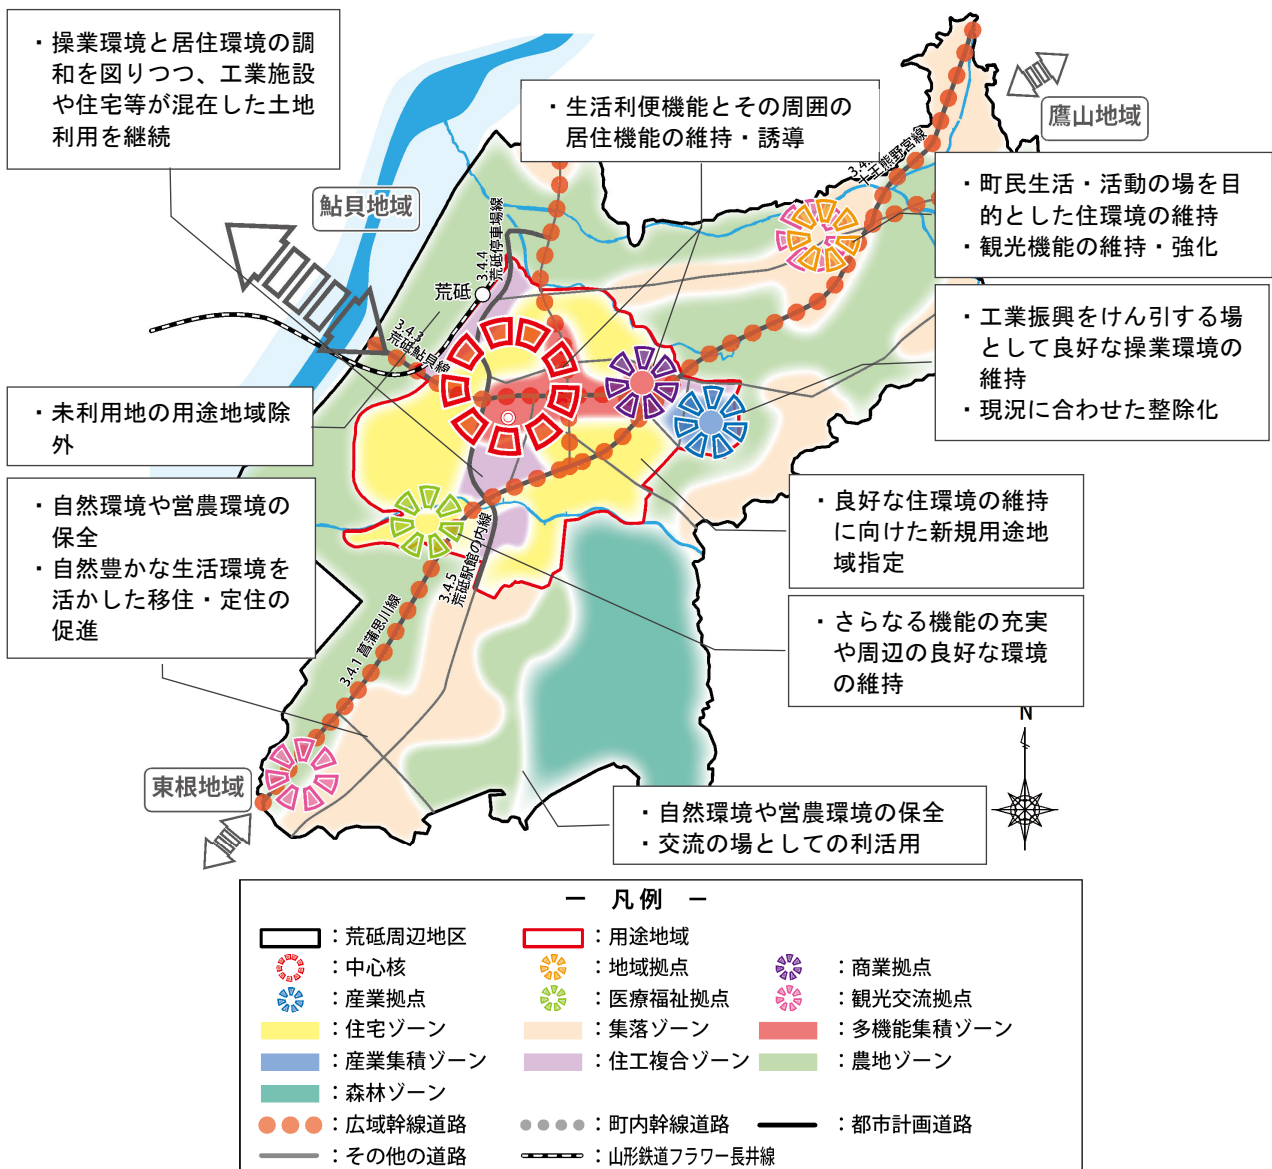 ・操業環境と居住環境の調
和を図りつつ、工業施設
や住宅等が混在した土地
利用を継続
・生活利便機能とその周囲の
居住機能の維持・誘導
鷹山地域
・町民生活・活動の場を目
的とした住環境の維持
・観光機能の維持・強化
鮎貝地域
十王熊野宮線
3.4.4
荒砥停車場線
荒砥
3.4.3
荒砥鮎貝線
・工業振興をけん引する場
として良好な操業環境の
維持
・現況に合わせた整除化
・未利用地の用途地域除
外
・自然環境や営農環境の
保全
・自然豊かな生活環境を
活かした移住・定住の
促進
・良好な住環境の維持
に向けた新規用途地
域指定
3.4.5
荒砥駅館の内線
3.4.1 菖蒲思川線
・さらなる機能の充実
や周辺の良好な環境
の維持
N
東根地域
・自然環境や営農環境の保全
・交流の場としての利活用
― 凡例 ―
：荒砥周辺地区
：用途地域
：中心核
：地域拠点
：商業拠点
：産業拠点
：医療福祉拠点
：観光交流拠点
：住宅ゾーン
：集落ゾーン
：多機能集積ゾーン
：産業集積ゾーン
：住工複合ゾーン
：農地ゾーン
：森林ゾーン
：広域幹線道路
：町内幹線道路
：都市計画道路
：その他の道路
：山形鉄道フラワー長井線